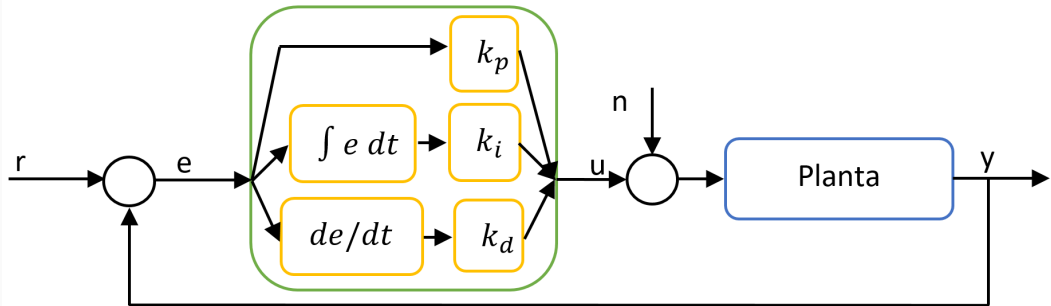 k_p
n
r
e
∫ e dt
k_i
u
Planta
y
de/dt
k_d